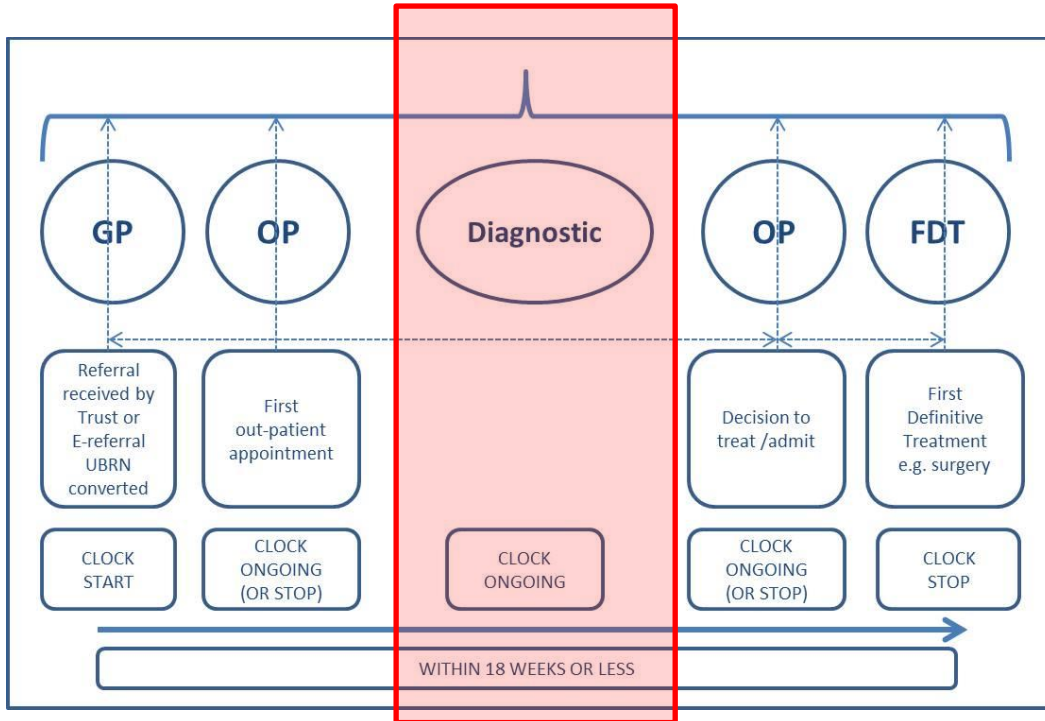 GP
OP
Diagnostic
OP
FDT
Referral
received by
Trust or
E-referral
UBRN
converted
First
out-patient
appointment
Decision to
treat /admit
First
Definitive
Treatment
e.g. surgery
CLOCK
START
CLOCK
ONGOING
(OR STOP)
CLOCK
ONGOING
CLOCK
ONGOING
(OR STOP)
CLOCK
STOP
WITHIN 18 WEEKS OR LESS